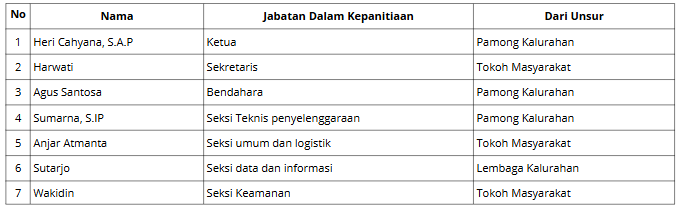 No Nama Jabatan Dalam Kepanitiaan Dari Unsur
1 Heri Cahyana, S.A.P Ketua Pamong Kalurahan
2 Harwati Sekretaris Tokoh Masyarakat
3 Agus Santosa Bendahara Pamong Kalurahan
4 Sumarna, S.IP Seksi Teknis penyelenggaraan Pamong Kalurahan
5 Anjar Atmanta Seksi umum dan logistik Tokoh Masyarakat
6 Sutarjo Seksi data dan informasi Lembaga Kalurahan
7 Wakidin Seksi Keamanan Tokoh Masyarakat